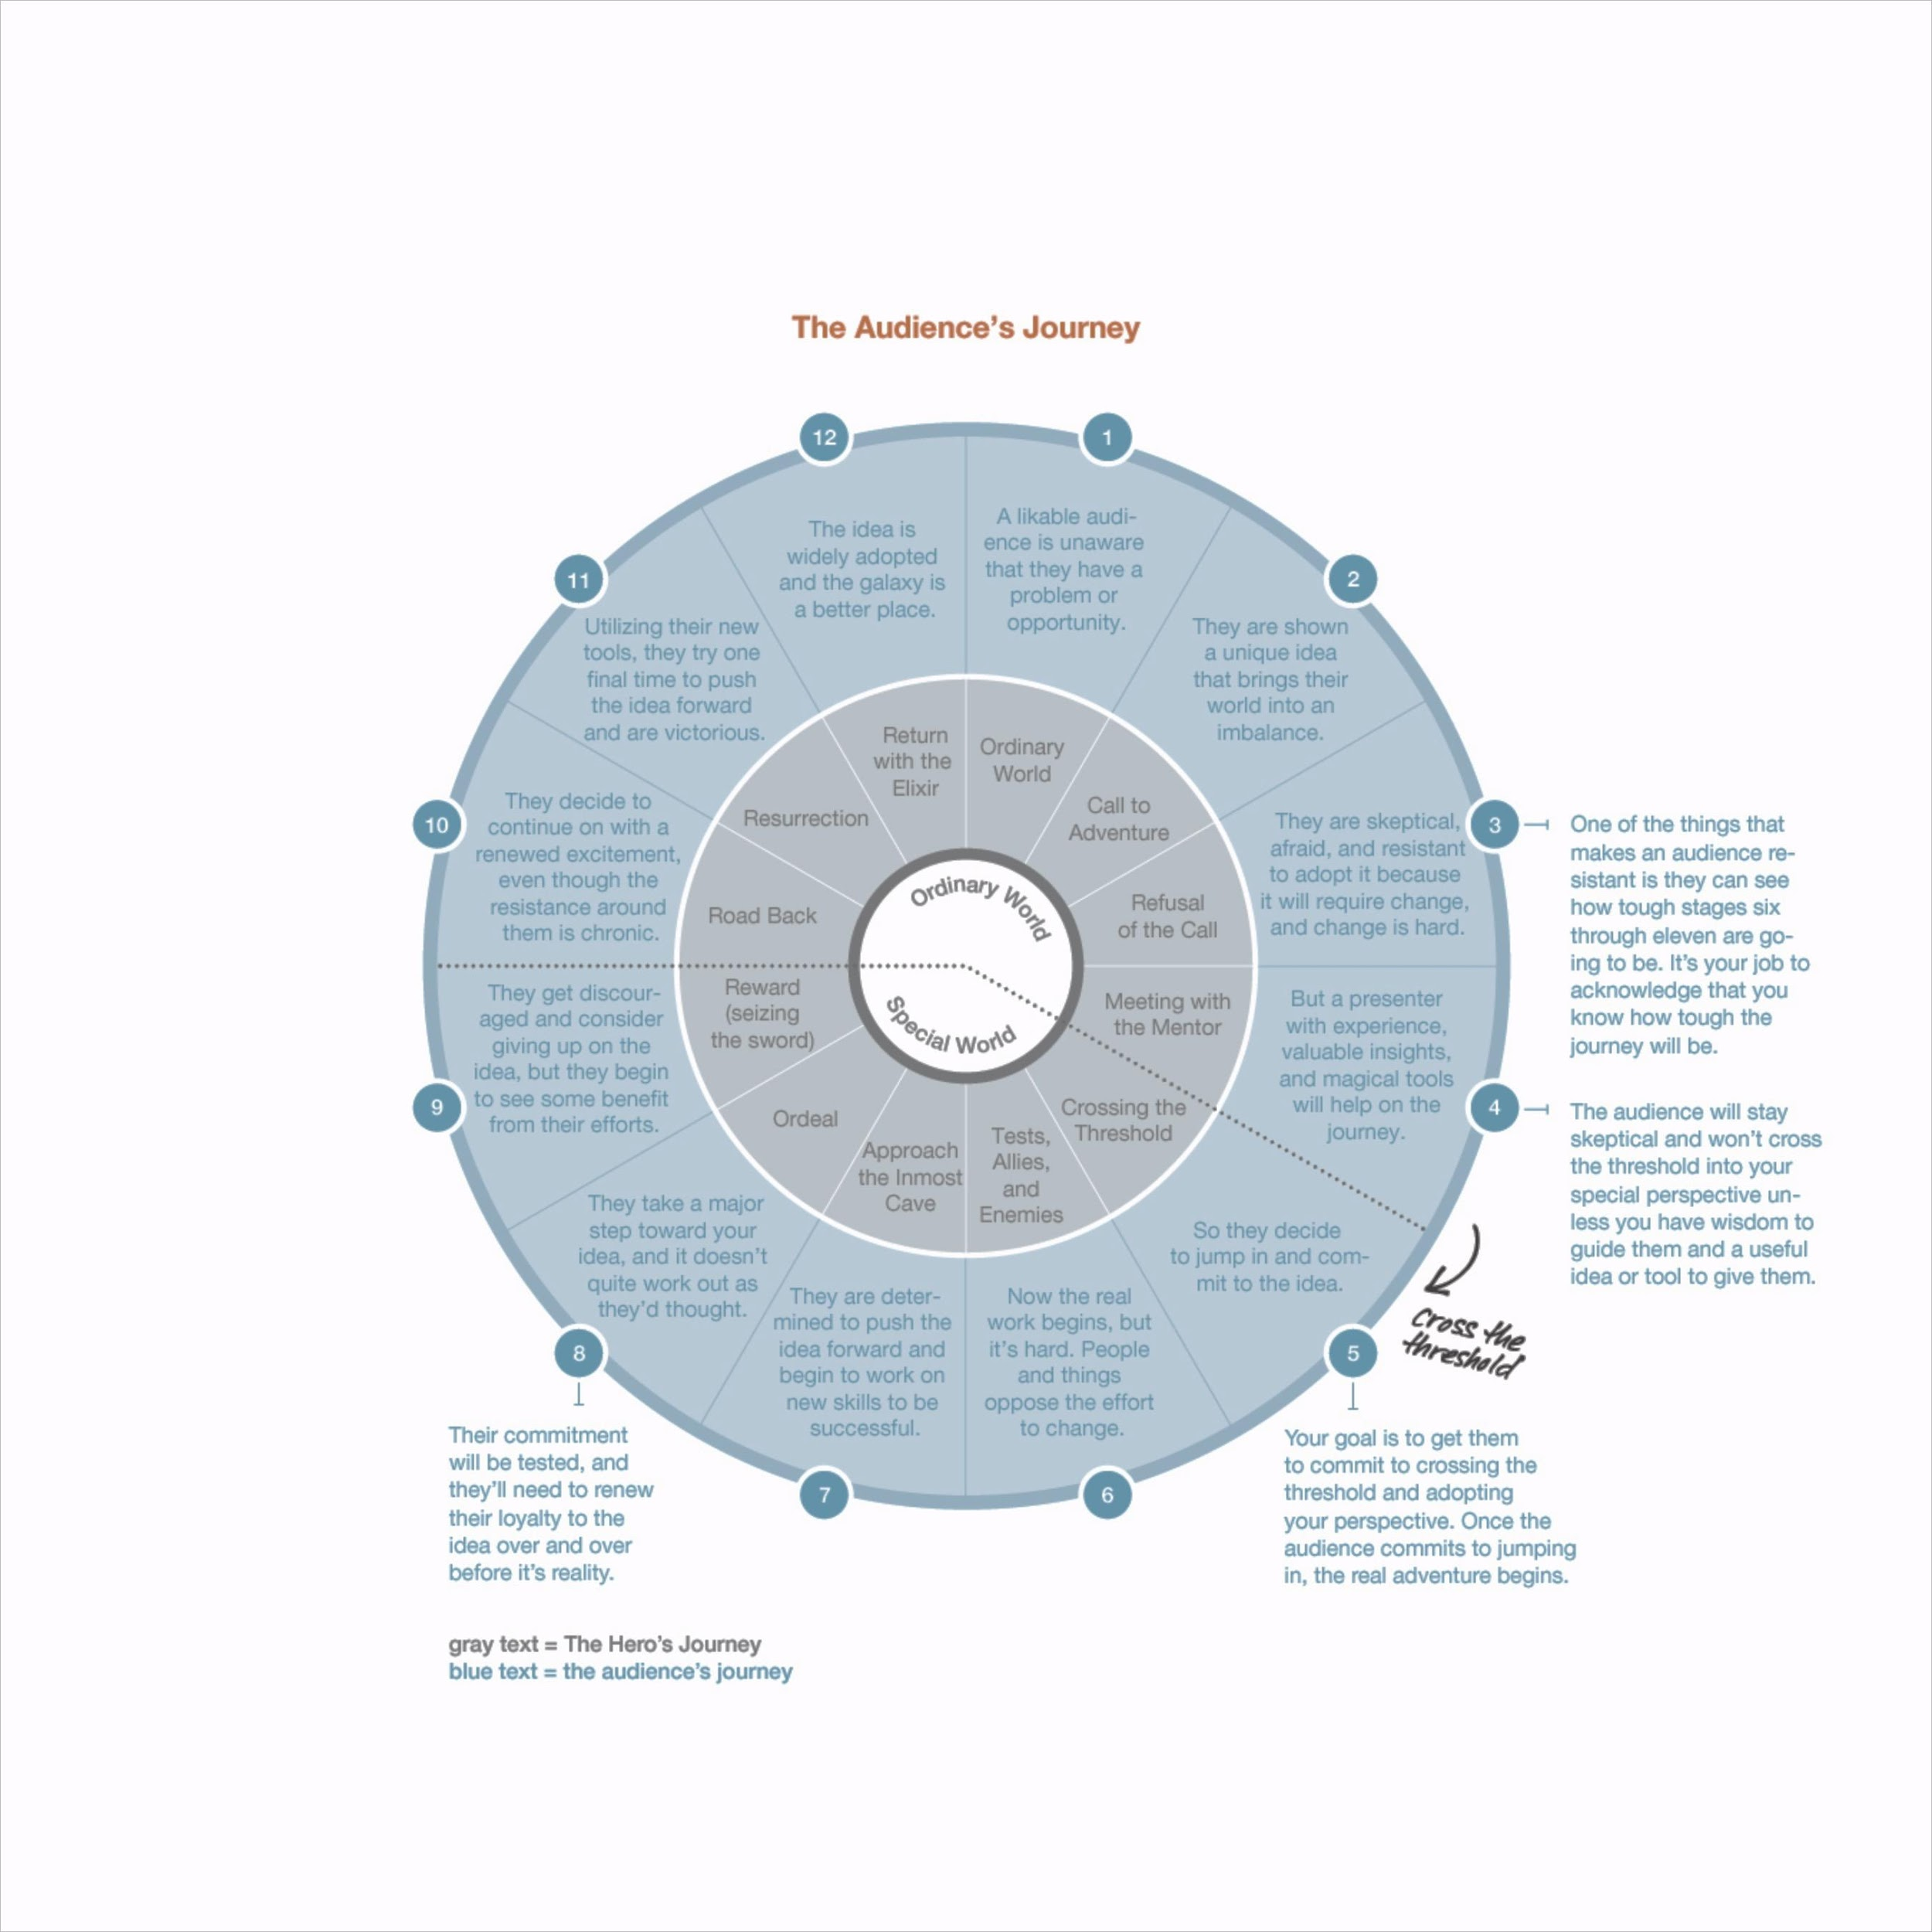 The Audience's Journey
1
A likable audi-
ence is unaware
that they have a
problem or
opportunity.
2
They are shown
a unique idea
that brings their
world into an
imbalance.
3
They are skeptical,
afraid, and resistant
to adopt it because
it will require change,
and change is hard.
One of the things that
makes an audience re-
sistant is they can see
how tough stages six
through eleven are go-
ing to be. It's your job to
acknowledge that you
know how tough the
journey will be.
4
But a presenter
with experience,
valuable insights,
and magical tools
will help on the
journey.
The audience will stay
skeptical and won't cross
the threshold into your
special perspective un-
less you have wisdom to
guide them and a useful
idea or tool to give them.
cross the
threshold
5
So they decide
to jump in and com-
mit to the idea.
Your goal is to get them
to commit to crossing the
threshold and adopting
your perspective. Once the
audience commits to jumping
in, the real adventure begins.
6
Now the real
work begins, but
it's hard. People
and things
oppose the effort
to change.
7
They are deter-
mined to push the
idea forward and
begin to work on
new skills to be
successful.
8
They take a major
step toward your
idea, and it doesn't
quite work out as
they'd thought.
Their commitment
will be tested, and
they'll need to renew
their loyalty to the
idea over and over
before it's reality.
9
They get discour-
aged and consider
giving up on the
idea, but they begin
to see some benefit
from their efforts.
10
They decide to
continue on with a
renewed excitement,
even though the
resistance around
them is chronic.
11
Utilizing their new
tools, they try one
final time to push
the idea forward
and are victorious.
12
The idea is
widely adopted
and the galaxy is
a better place.
Ordinary
World
Call to
Adventure
Refusal
of the Call
Meeting with
the Mentor
Crossing the
Threshold
Tests,
Allies,
and
Enemies
Approach
the Inmost
Cave
Ordeal
Reward
(seizing
the sword)
Road Back
Resurrection
Return
with the
Elixir
Ordinary World
Special World
gray text = The Hero's Journey
blue text = the audience's journey